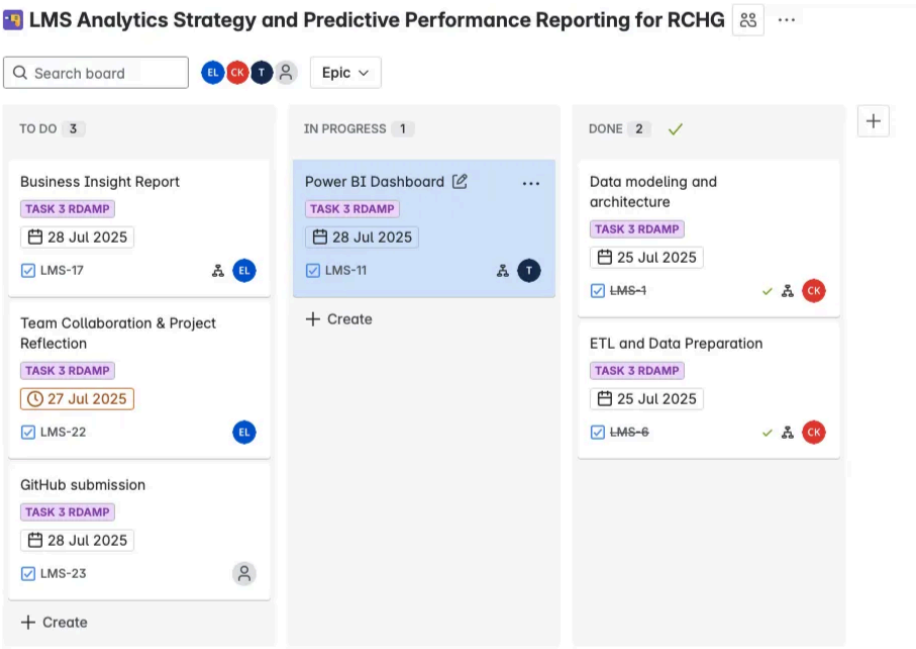 LMS Analytics Strategy and Predictive Performance Reporting for RCHG
Search board
EL CK T
Epic
TO DO 3
Business Insight Report
TASK 3 RDAMP
28 Jul 2025
LMS-17
EL
Team Collaboration & Project
Reflection
TASK 3 RDAMP
27 Jul 2025
LMS-22
EL
GitHub submission
TASK 3 RDAMP
28 Jul 2025
LMS-23
Create
IN PROGRESS 1
Power BI Dashboard
TASK 3 RDAMP
28 Jul 2025
LMS-11
T
Create
DONE 2
Data modeling and
architecture
TASK 3 RDAMP
25 Jul 2025
LMS-1
CK
ETL and Data Preparation
TASK 3 RDAMP
25 Jul 2025
LMS-6
CK